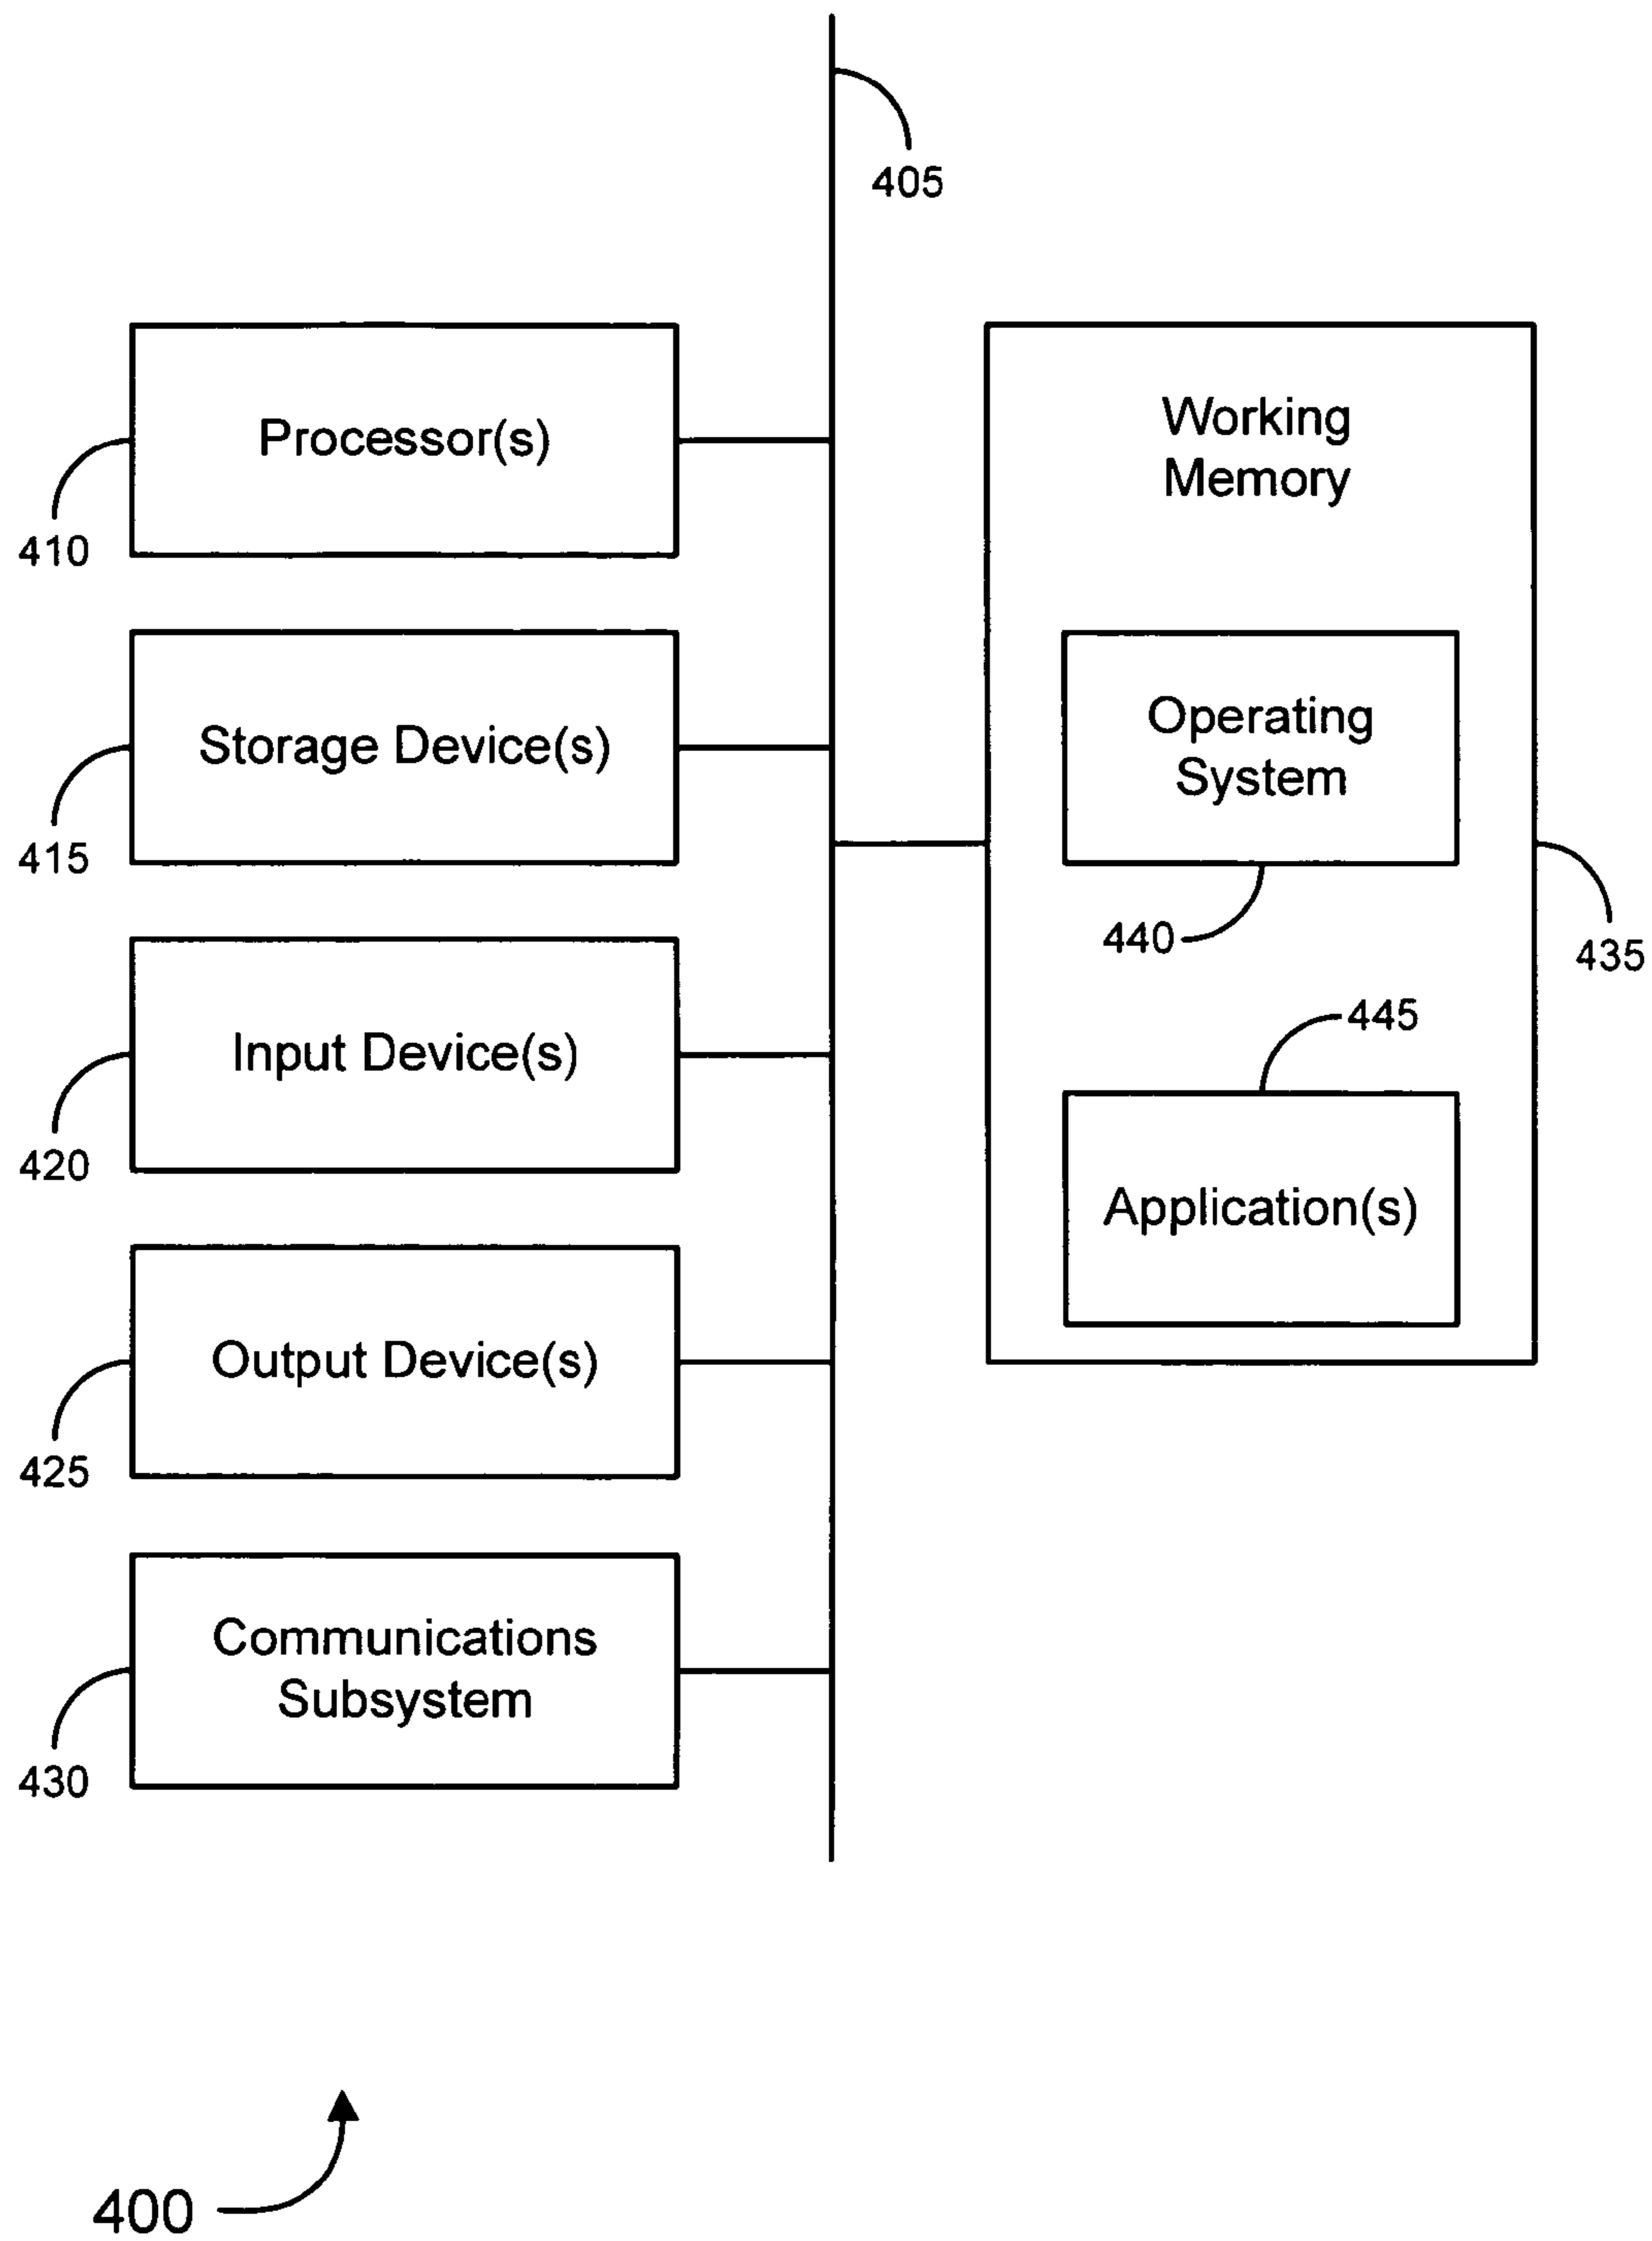 405
Processor(s)
410
Storage Device(s)
415
Input Device(s)
420
Output Device(s)
425
Communications
Subsystem
430
Working
Memory
Operating
System
440
435
445
Application(s)
400